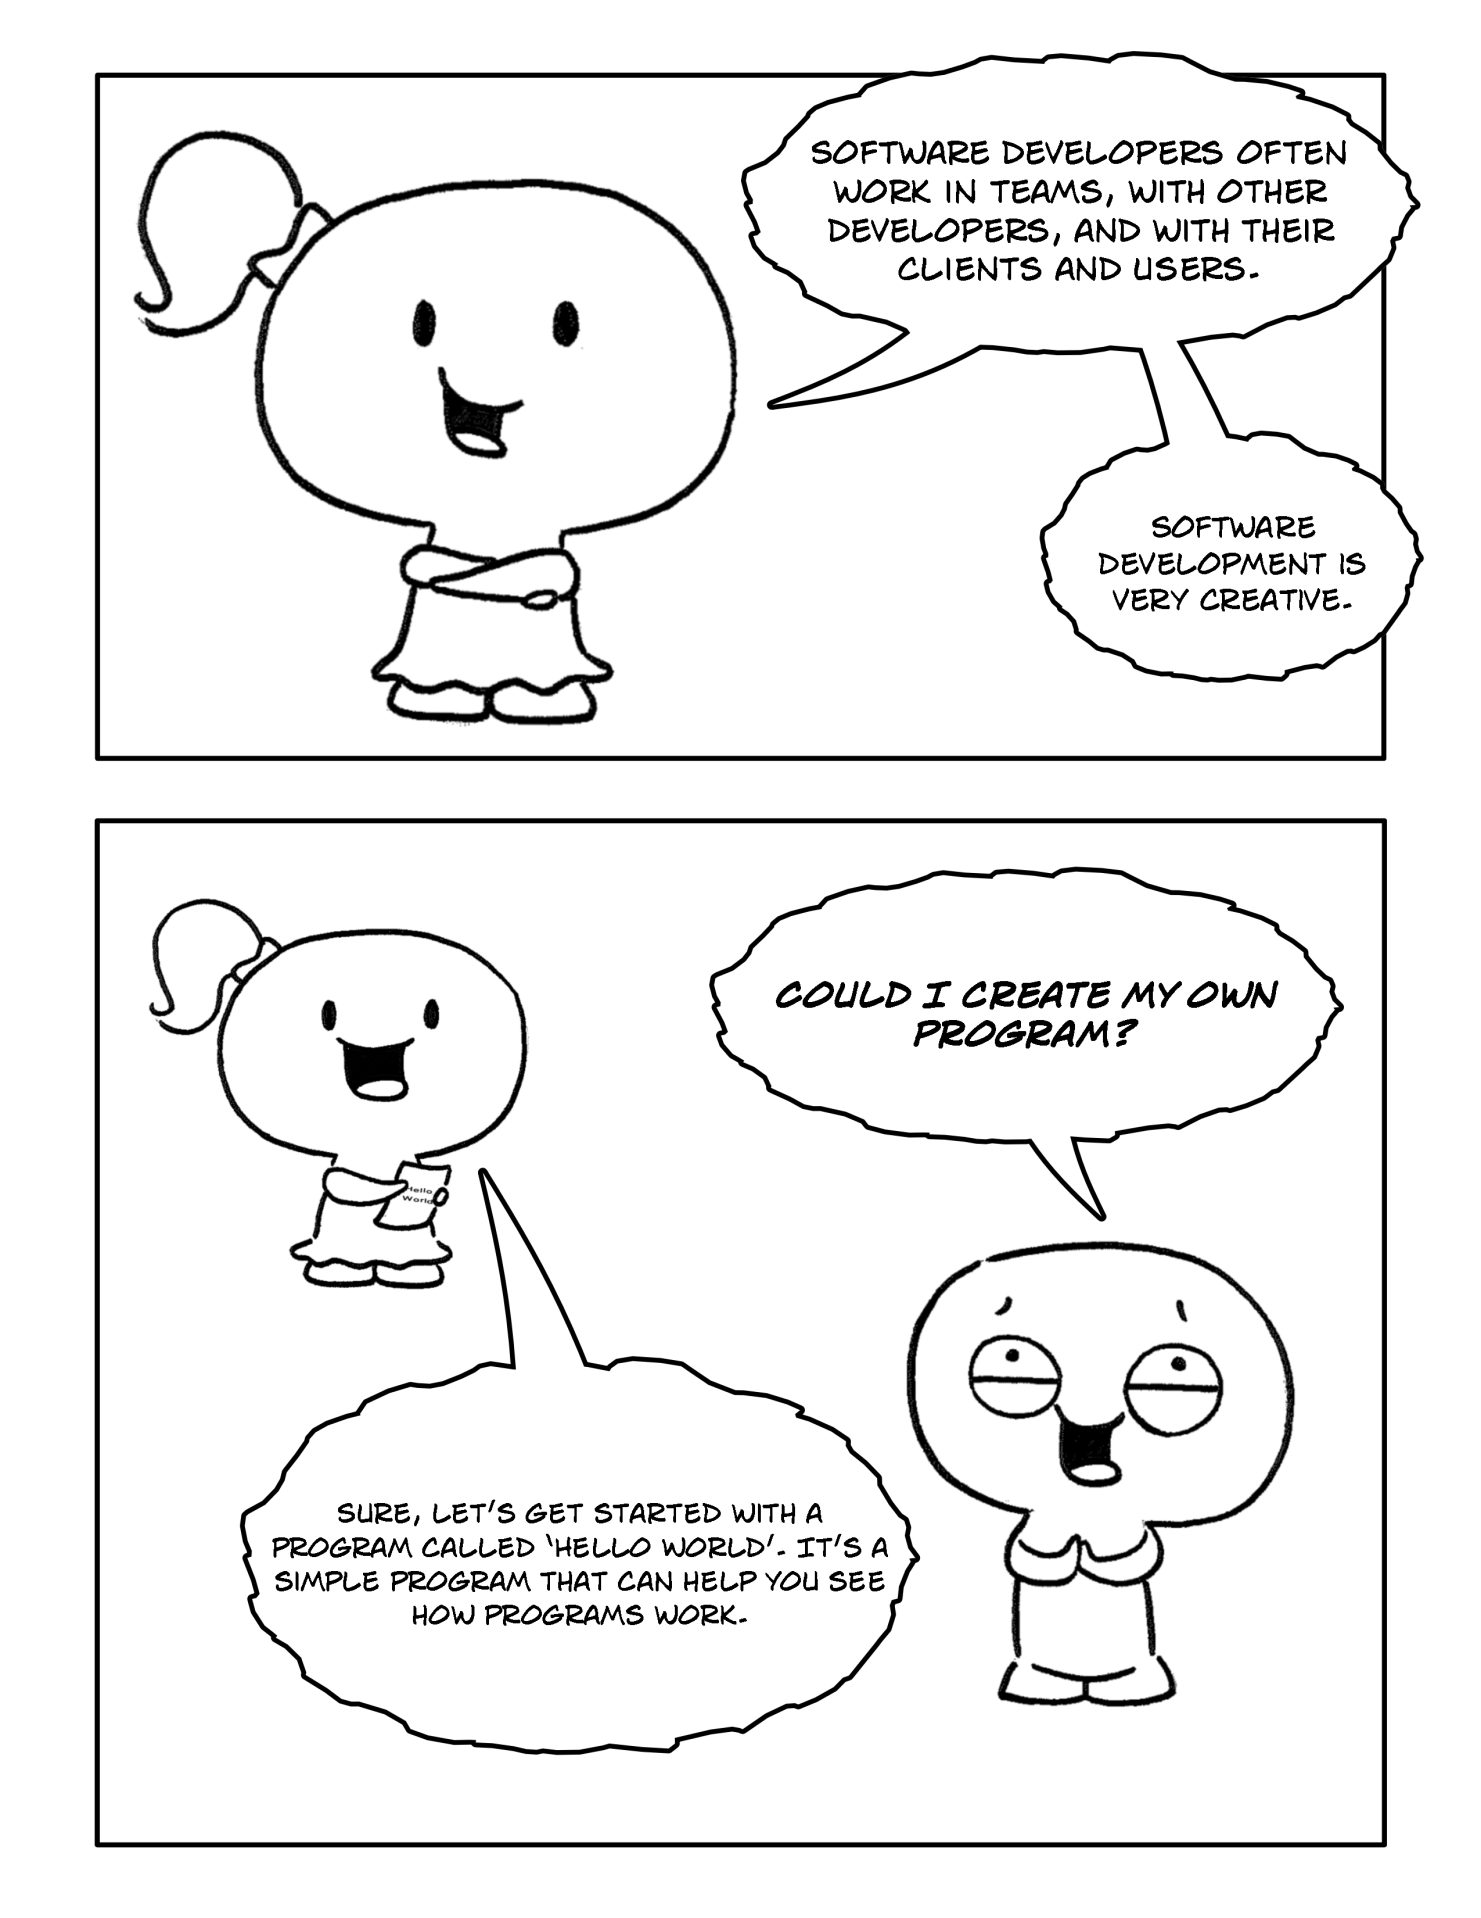 SOFTWARE DEVELOPERS OFTEN
WORK IN TEAMS, WITH OTHER
DEVELOPERS, AND WITH THEIR
CLIENTS AND USERS.
SOFTWARE
DEVELOPMENT IS
VERY CREATIVE.
COULD I CREATE MY OWN
PROGRAM?
Hello
World
SURE, LET'S GET STARTED WITH A
PROGRAM CALLED 'HELLO WORLD'. IT'S A
SIMPLE PROGRAM THAT CAN HELP YOU SEE
HOW PROGRAMS WORK.